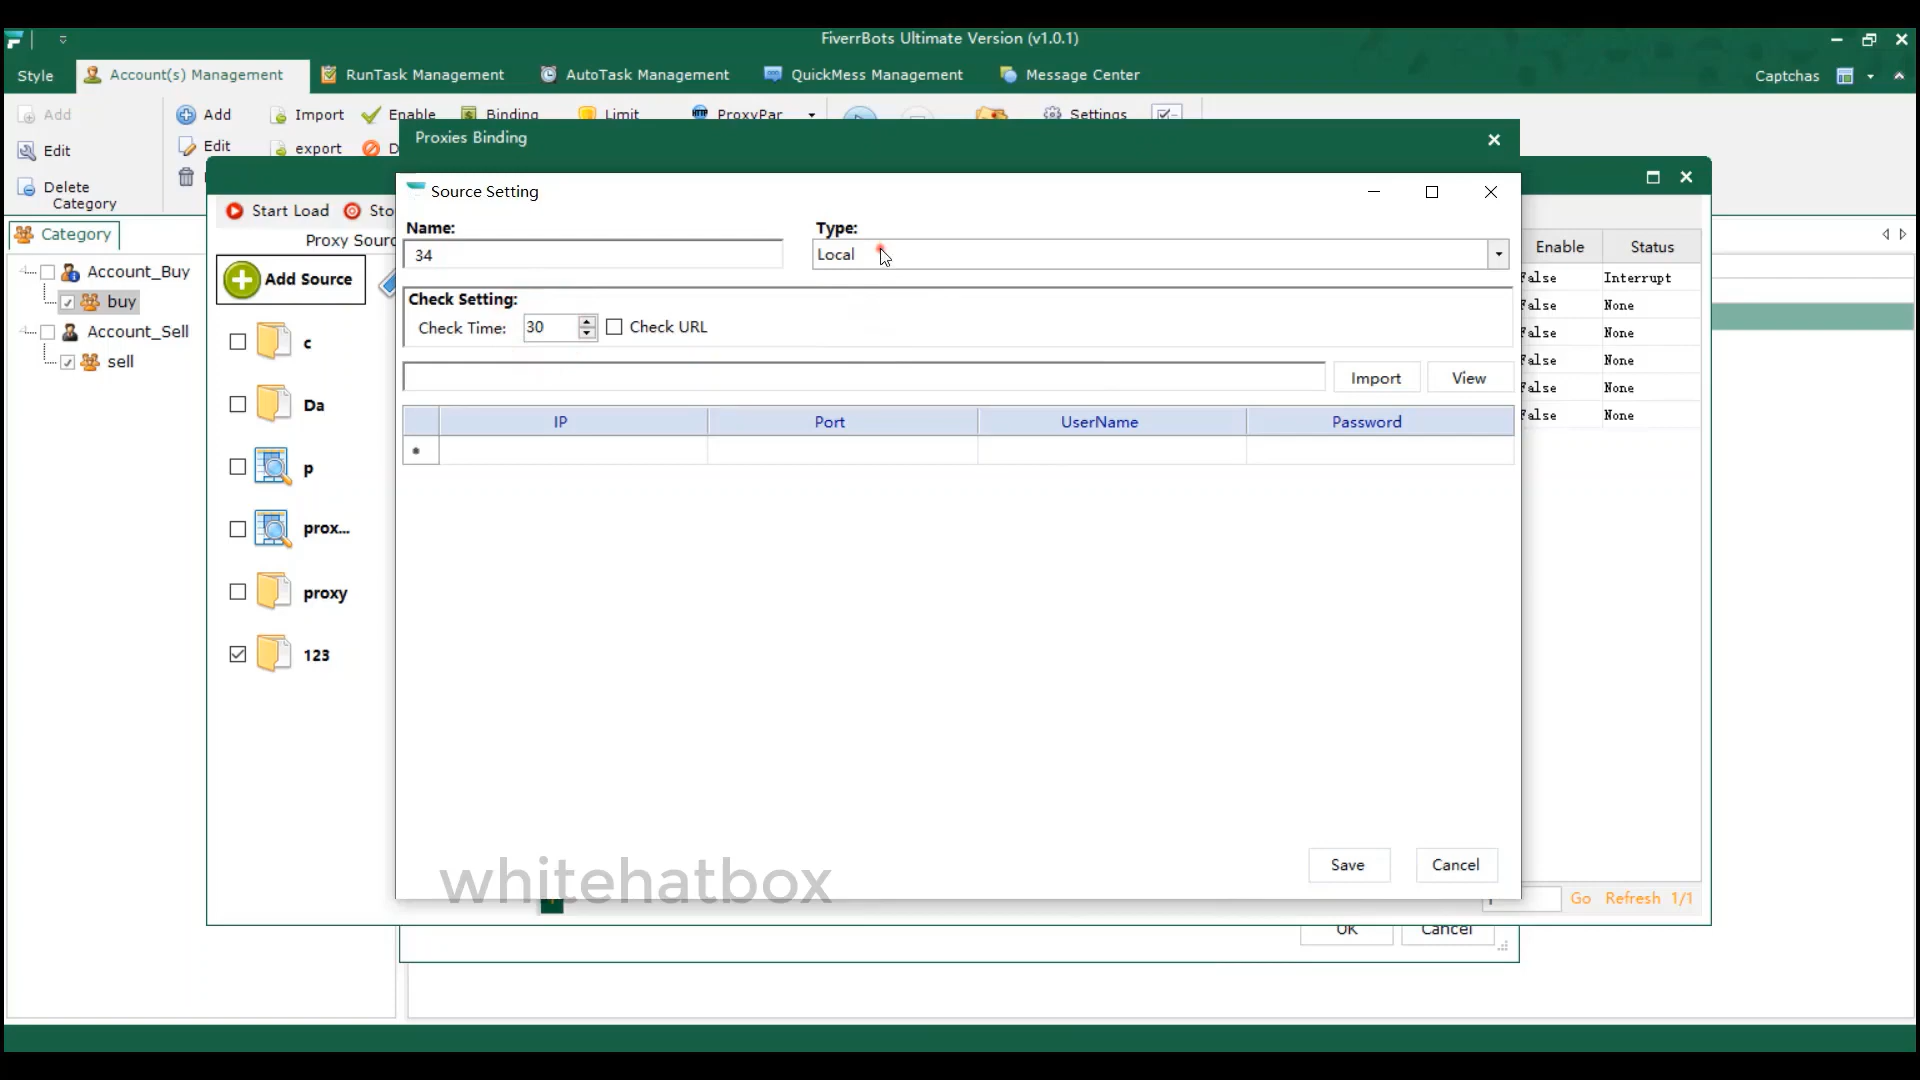 FiverrBots Ultimate Version (v1.0.1)
Style
Account(s) Management
RunTask Management
AutoTask Management
QuickMess Management
Message Center
Captchas
Add
Add
Import
Enable
Binding
Limit
ProxyPar
Settings
Edit
Edit
export
D
Delete
Category
Proxies Binding
Source Setting
Start Load
Sto
Proxy Sourc
Add Source
Category
Account_Buy
buy
Account_Sell
sell
c
Da
p
prox...
proxy
123
Name:
Type:
34
Local
Check Setting:
Check Time:
30
Check URL
Import
View
IP
Port
UserName
Password
*
Enable
Status
False
Interrupt
False
None
False
None
False
None
False
None
False
None
Save
Cancel
whitehatbox
Go
Refresh
1/1
OK
Cancel